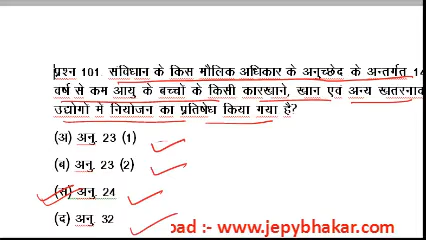 प्रश्न 101. संविधान के किस मौलिक अधिकार के अनुच्छेद के अन्तर्गत 14
वर्ष से कम आयु के बच्चों के किसी कारखाने, खान एवं अन्य खतरनाक
उद्योगों में नियोजन का प्रतिषेध किया गया है?
(अ) अनु. 23 (1)
(ब) अनु. 23 (2)
(स) अनु. 24
(द) अनु. 32
oad :- www.jepybhakar.com